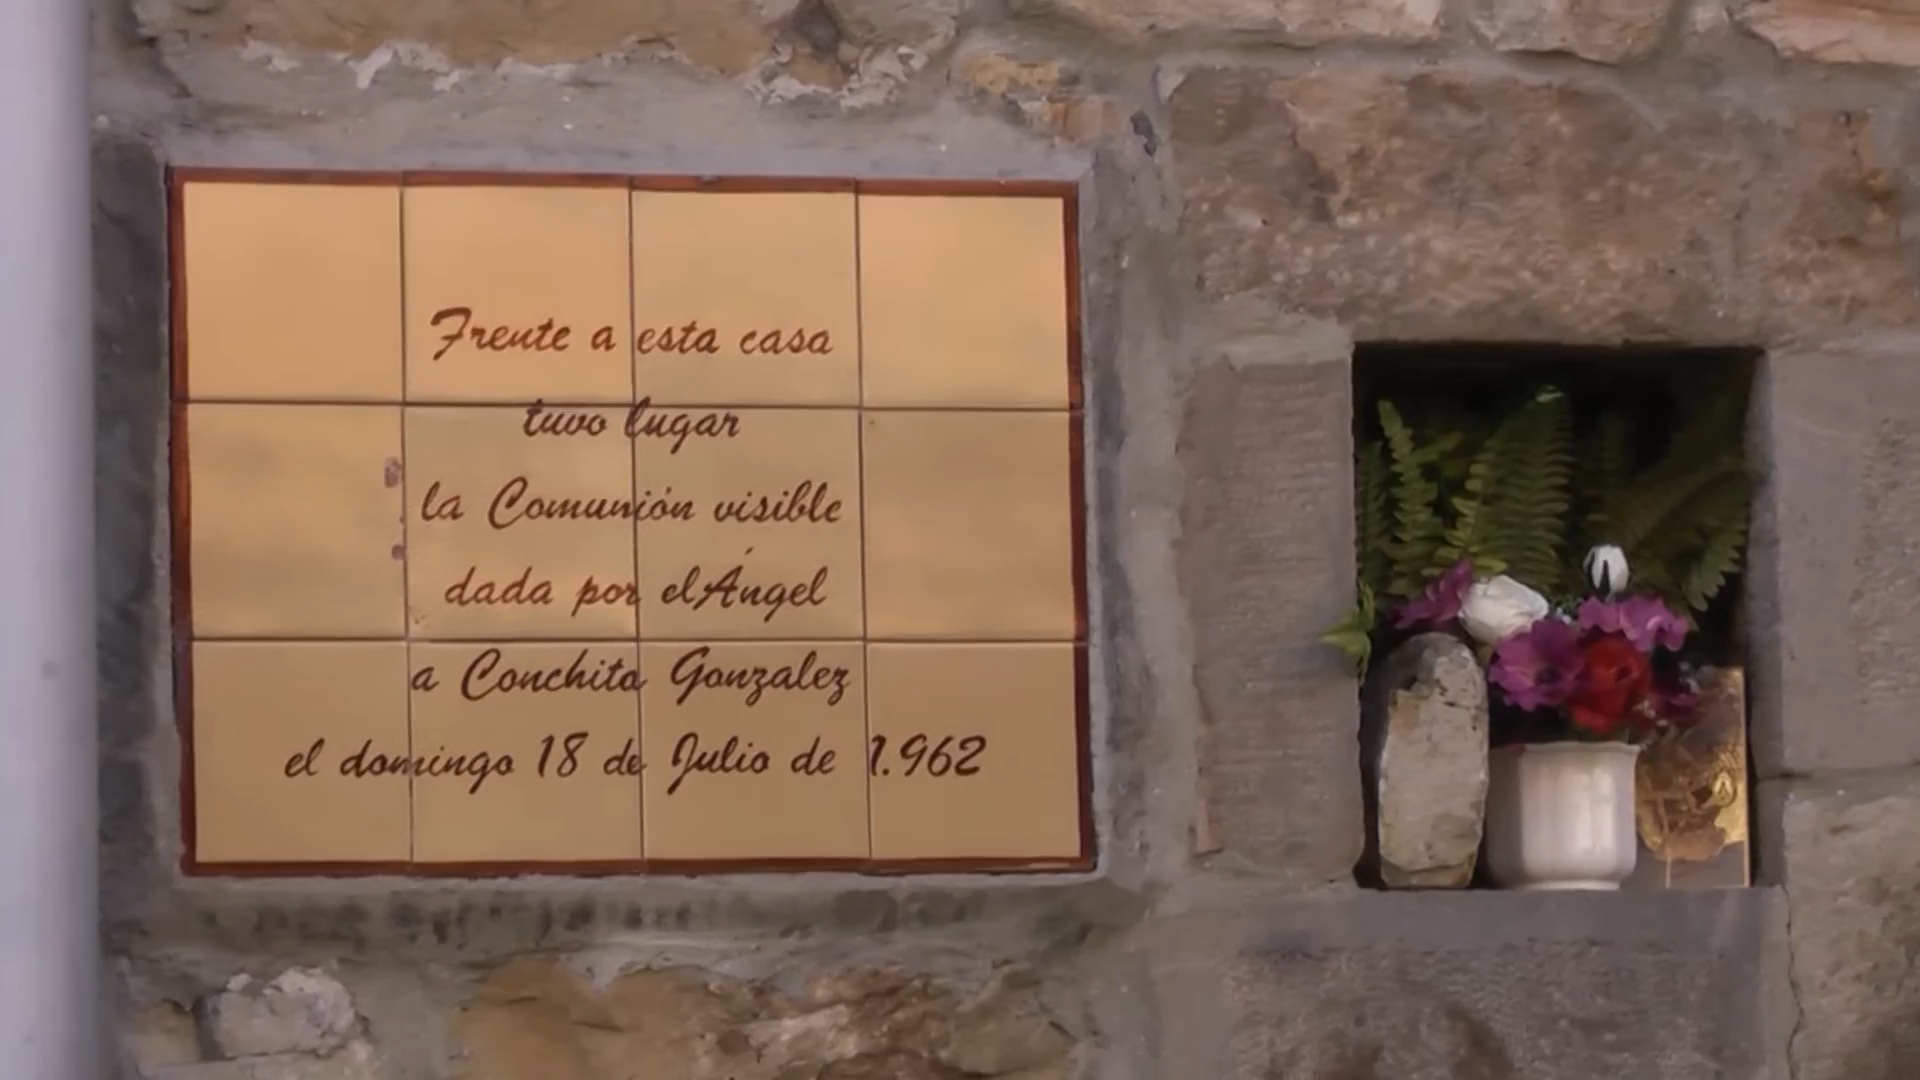 Frente a esta casa
tuvo lugar
la Comunión visible
dada por el Ángel
a Conchita Gonzalez
el domingo 18 de Julio de 1.962